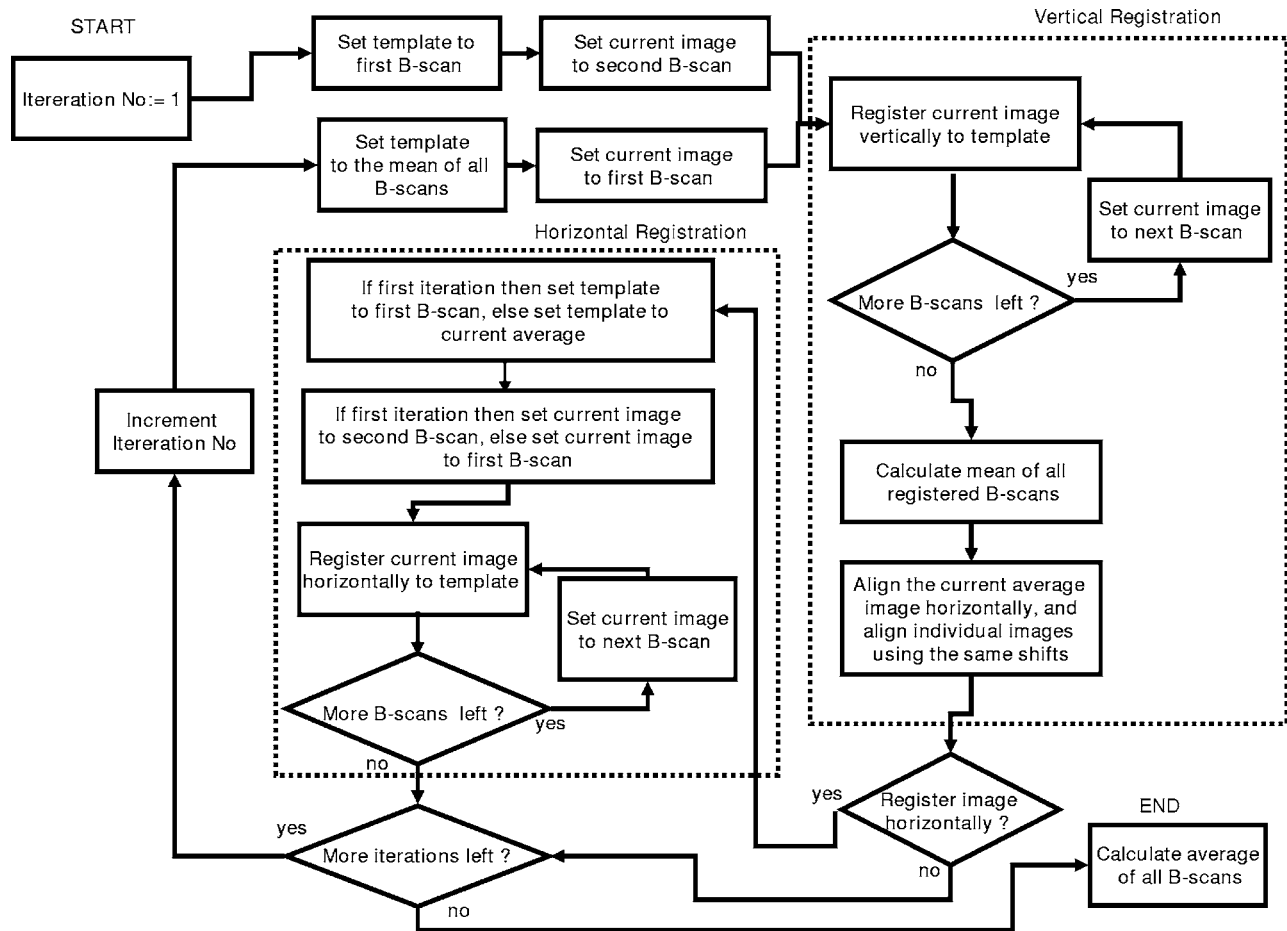 START
Itereration No:= 1
Set template to
first B-scan
Set current image
to second B-scan
Set template
to the mean of all
B-scans
Set current image
to first B-scan
Vertical Registration
Register current image
vertically to template
Set current image
to next B-scan
More B-scans left ?
yes
no
Calculate mean of all
registered B-scans
Align the current average
image horizontally, and
align individual images
using the same shifts
Register image
horizontally ?
yes
no
Horizontal Registration
If first iteration then set template
to first B-scan, else set template to
current average
If first iteration then set current image
to second B-scan, else set current image
to first B-scan
Register current image
horizontally to template
Set current image
to next B-scan
More B-scans left ?
yes
no
More iterations left ?
yes
no
Increment
Itereration No
END
Calculate average
of all B-scans